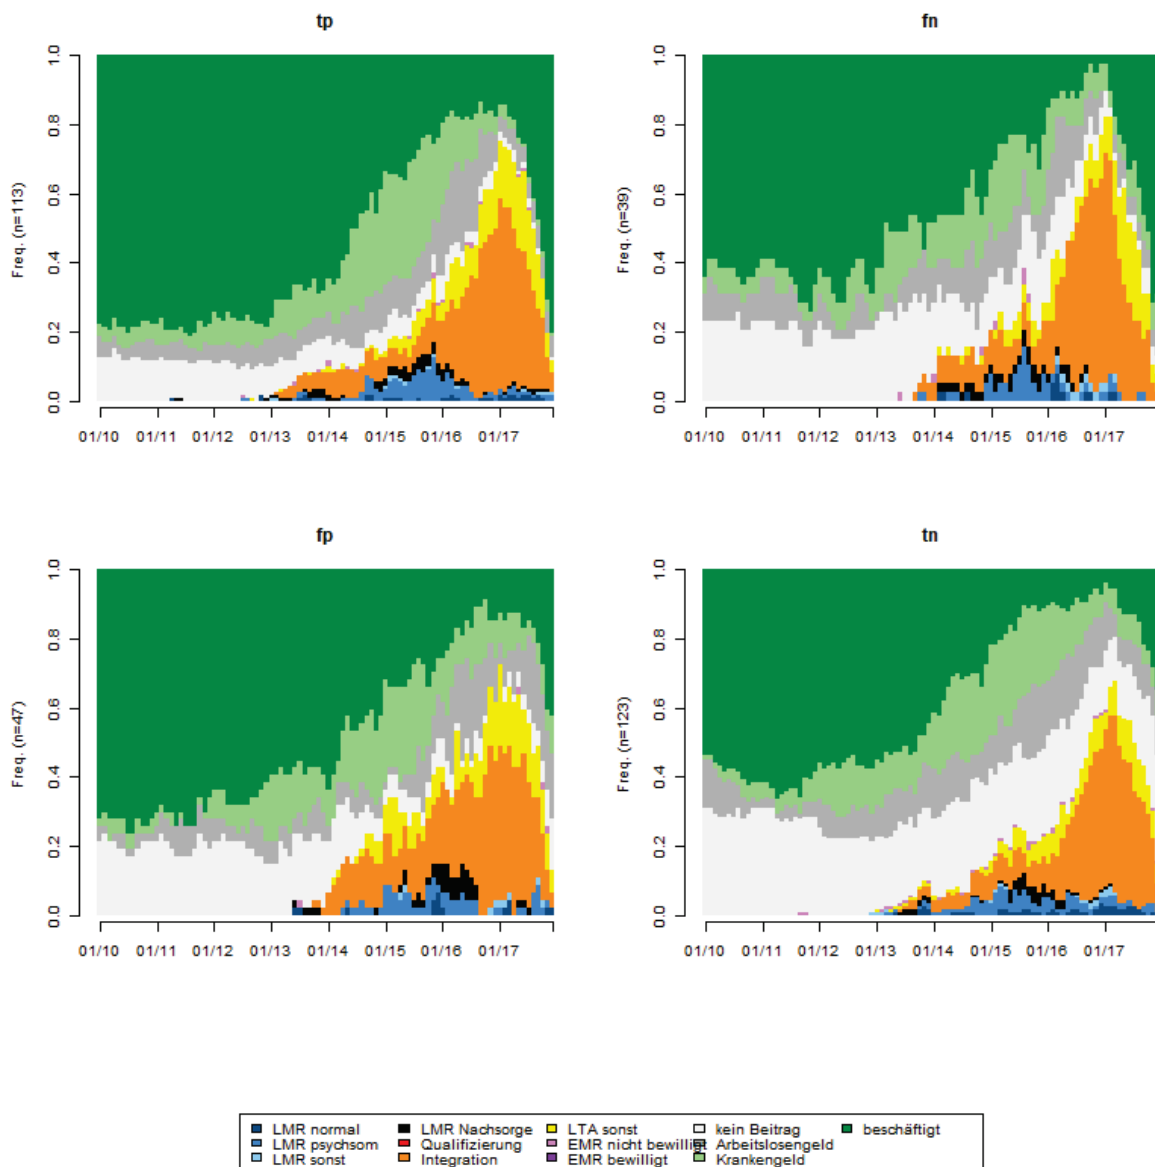 tp
fn
1.0
0.8
0.6
0.4
0.2
0.0
Freq. (n=113)
01/10 01/11 01/12 01/13 01/14 01/15 01/16 01/17
1.0
0.8
0.6
0.4
0.2
0.0
Freq. (n=39)
01/10 01/11 01/12 01/13 01/14 01/15 01/16 01/17
fp
tn
1.0
0.8
0.6
0.4
0.2
0.0
Freq. (n=47)
01/10 01/11 01/12 01/13 01/14 01/15 01/16 01/17
1.0
0.8
0.6
0.4
0.2
0.0
Freq. (n=123)
01/10 01/11 01/12 01/13 01/14 01/15 01/16 01/17
LMR normal LMR Nachsorge LTA sonst kein Beitrag beschäftigt
LMR psychsom Qualifizierung EMR nicht bewilligt Arbeitslosengeld
LMR sonst Integration EMR bewilligt Krankengeld